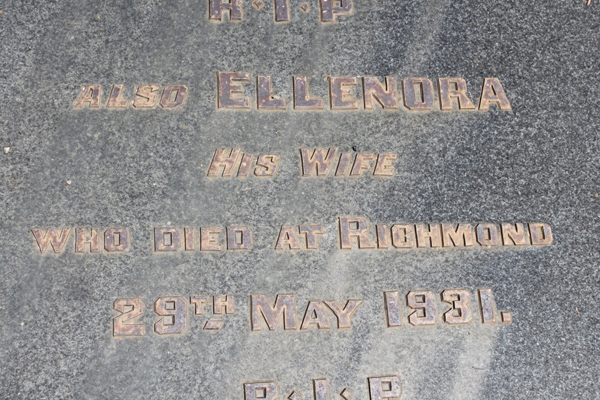 R·I·P
ALSO ELLENORA
HIS WIFE
WHO DIED AT RICHMOND
29TH MAY 1931.
R·I·P